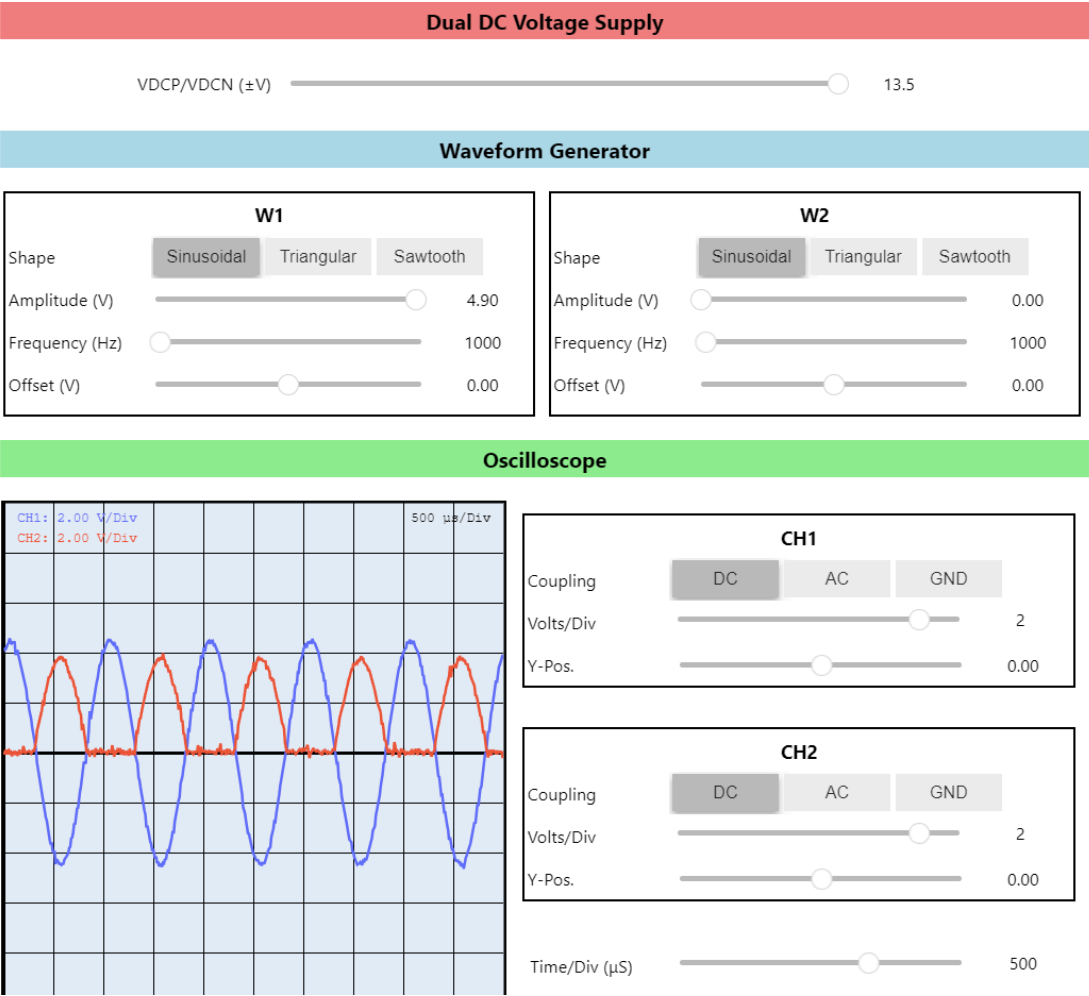 Dual DC Voltage Supply
VDCP/VDCN (±V) 13.5
Waveform Generator
W1
Shape Sinusoidal Triangular Sawtooth
Amplitude (V) 4.90
Frequency (Hz) 1000
Offset (V) 0.00
W2
Shape Sinusoidal Triangular Sawtooth
Amplitude (V) 0.00
Frequency (Hz) 1000
Offset (V) 0.00
Oscilloscope
CH1: 2.00 V/Div 500 μs/Div
CH2: 2.00 V/Div
CH1
Coupling DC AC GND
Volts/Div 2
Y-Pos. 0.00
CH2
Coupling DC AC GND
Volts/Div 2
Y-Pos. 0.00
Time/Div (μS) 500